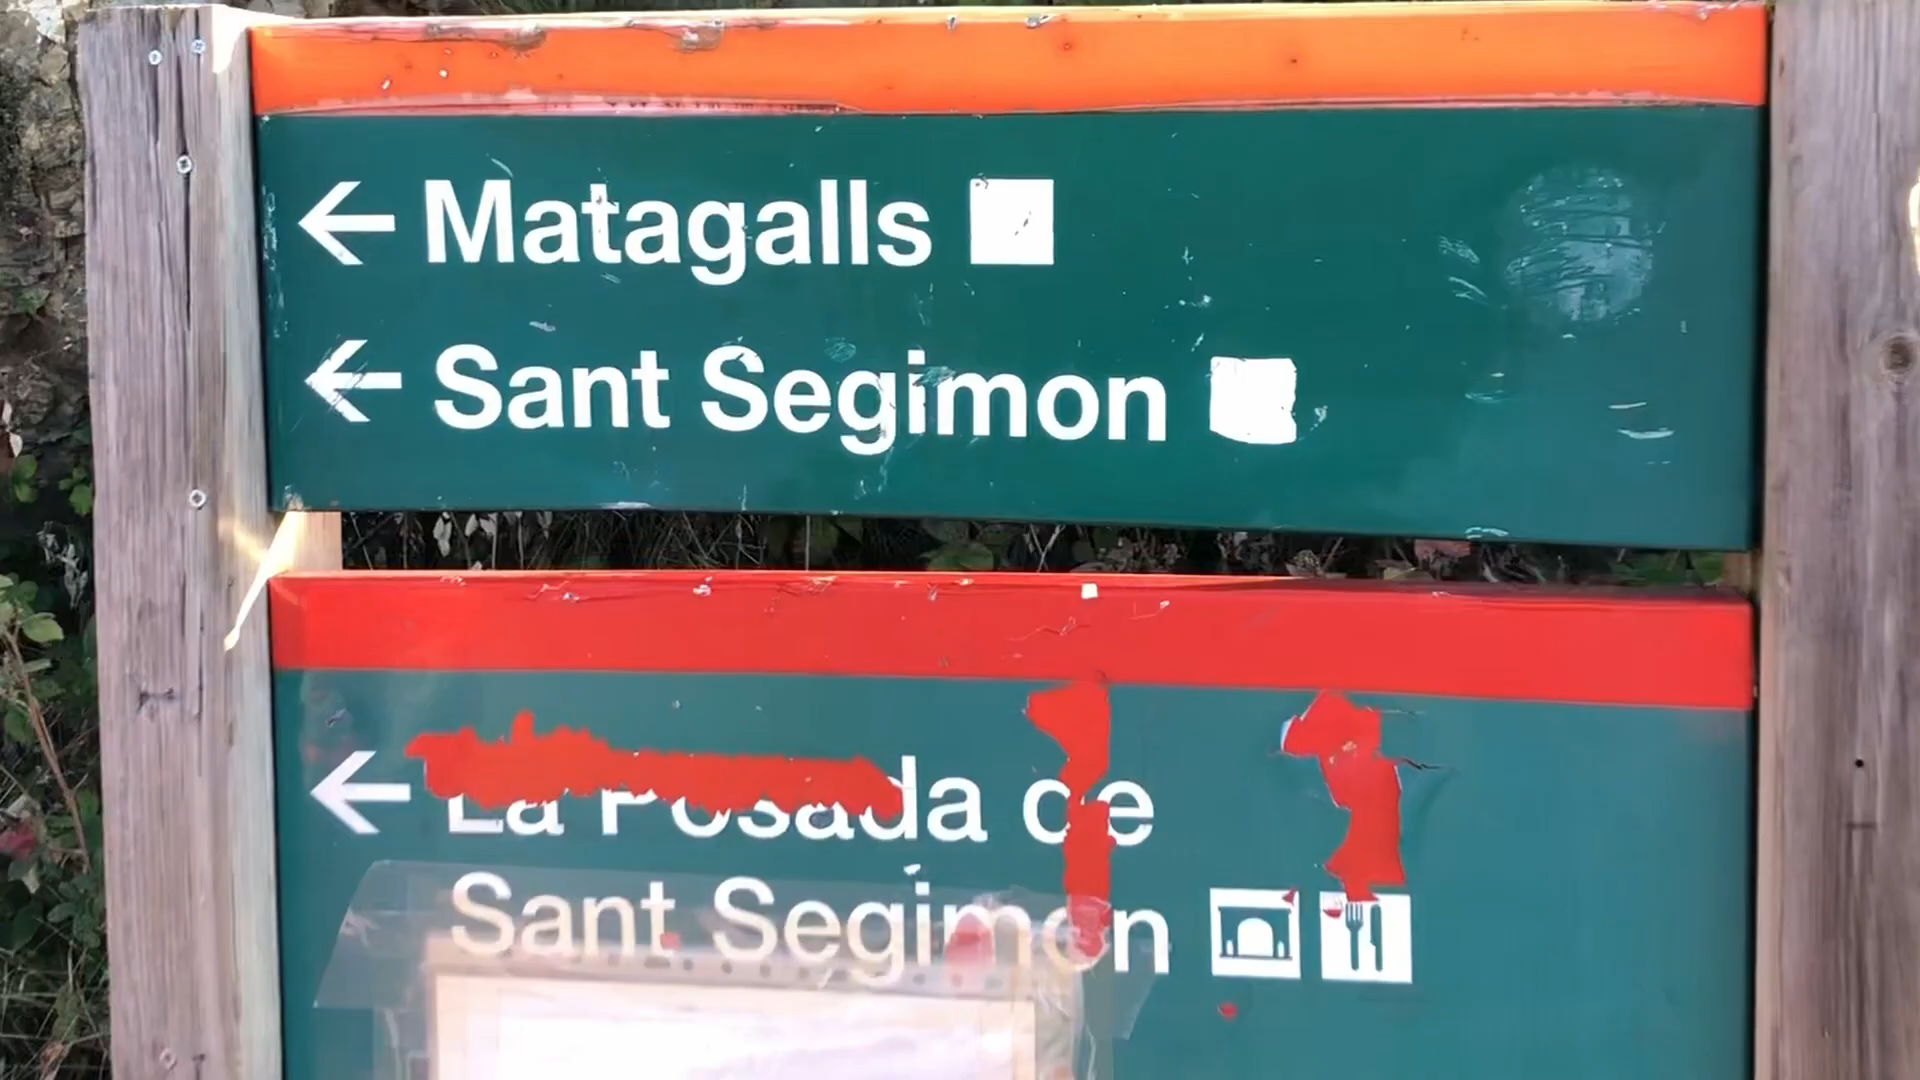 ← Matagalls
← Sant Segimon
← La Posada de
Sant Segimon